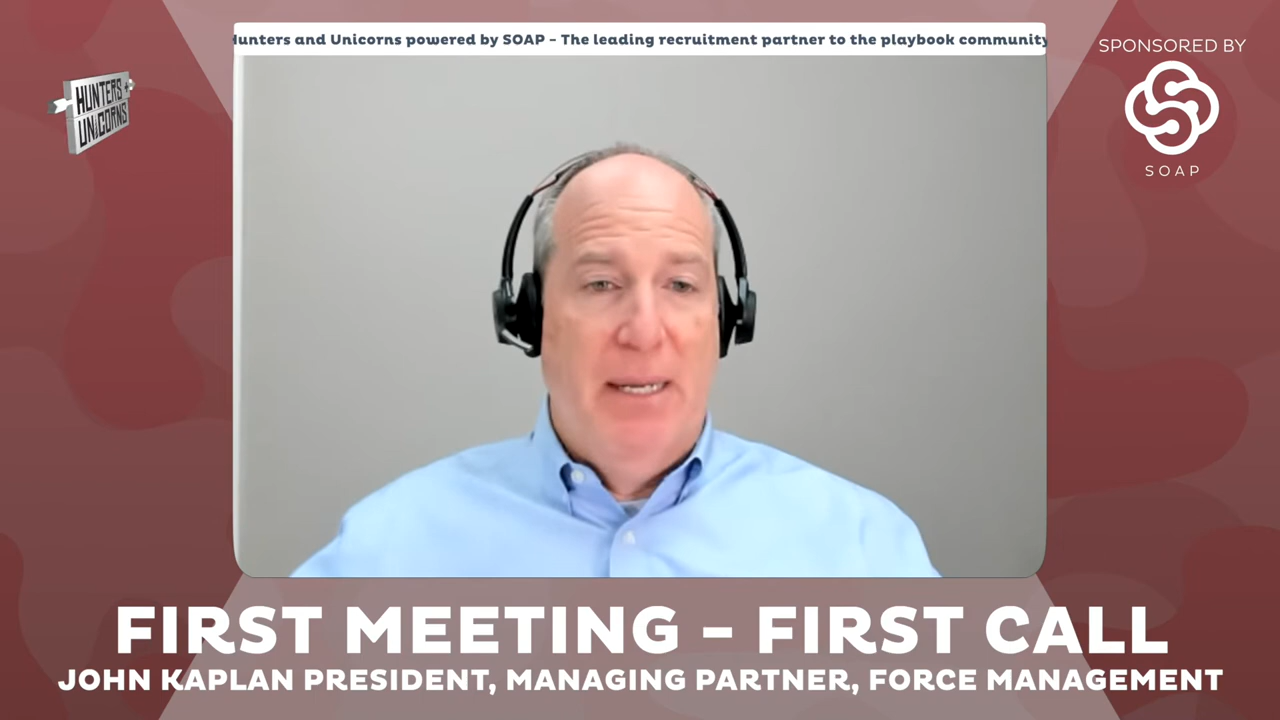 Hunters and Unicorns powered by SOAP – The leading recruitment partner to the playbook community
HUNTERS
UNICORNS
SPONSORED BY
SOAP
FIRST MEETING – FIRST CALL
JOHN KAPLAN PRESIDENT, MANAGING PARTNER, FORCE MANAGEMENT